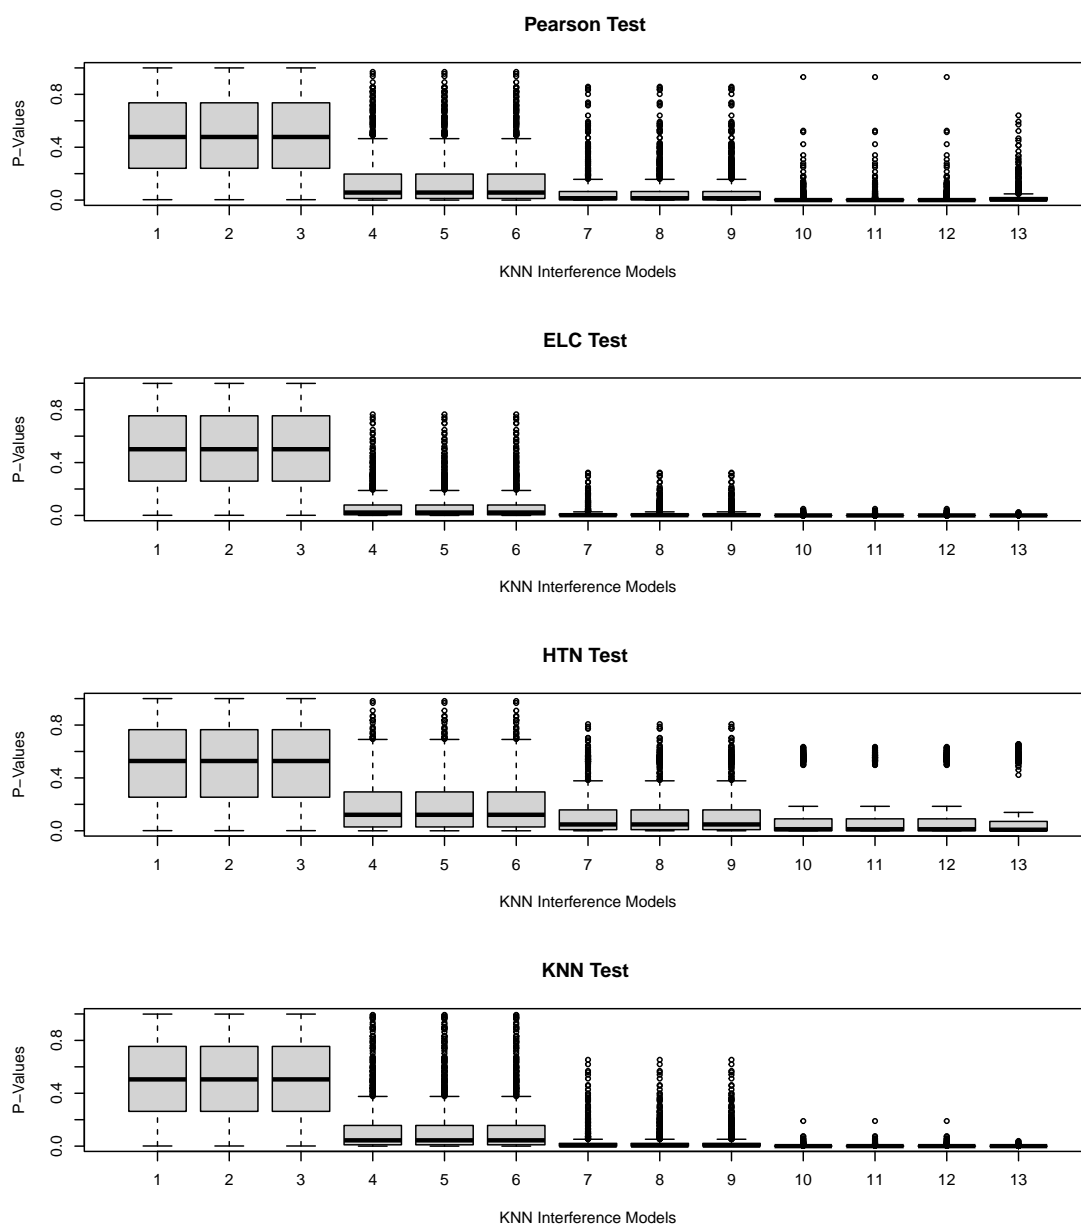 Pearson Test
P-Values
0.0 0.4 0.8
1 2 3 4 5 6 7 8 9 10 11 12 13
KNN Interference Models
ELC Test
P-Values
0.0 0.4 0.8
1 2 3 4 5 6 7 8 9 10 11 12 13
KNN Interference Models
HTN Test
P-Values
0.0 0.4 0.8
1 2 3 4 5 6 7 8 9 10 11 12 13
KNN Interference Models
KNN Test
P-Values
0.0 0.4 0.8
1 2 3 4 5 6 7 8 9 10 11 12 13
KNN Interference Models